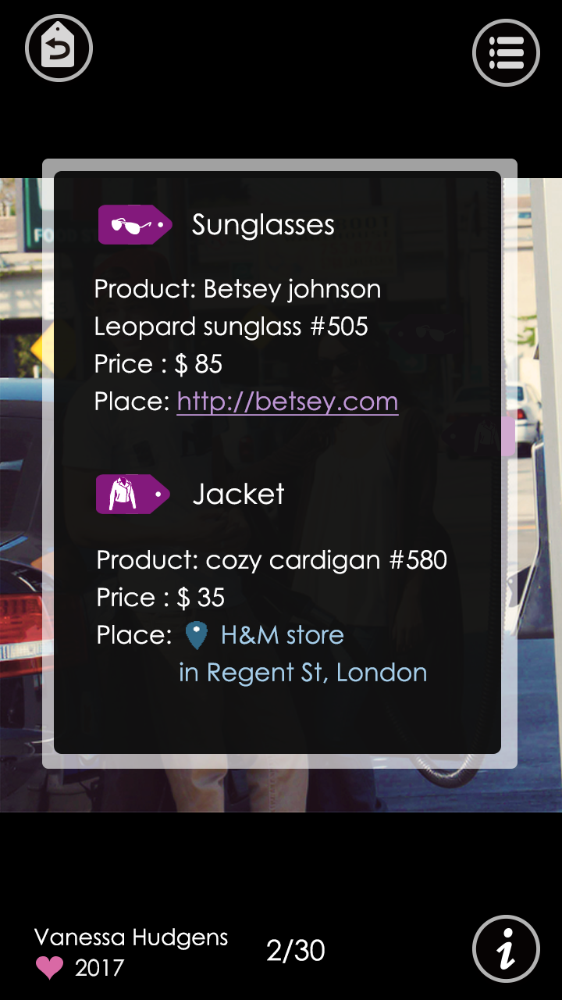 Sunglasses
Product: Betsey johnson
Leopard sunglass #505
Price : $ 85
Place: http://betsey.com
Jacket
Product: cozy cardigan #580
Price : $ 35
Place: H&M store
in Regent St, London
Vanessa Hudgens
2017
2/30
i